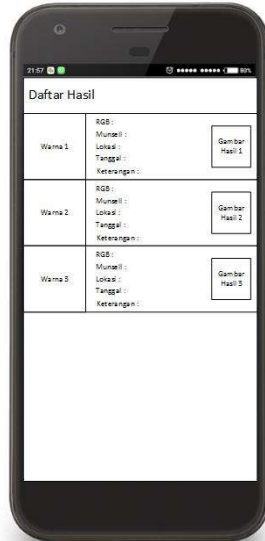 21:57 80%
Daftar Hasil
Warna 1
RGB :
Munsell :
Lokasi :
Tanggal :
Keterangan :
Gambar
Hasil 1
Warna 2
RGB :
Munsell :
Lokasi :
Tanggal :
Keterangan :
Gambar
Hasil 2
Warna 3
RGB :
Munsell :
Lokasi :
Tanggal :
Keterangan :
Gambar
Hasil 3